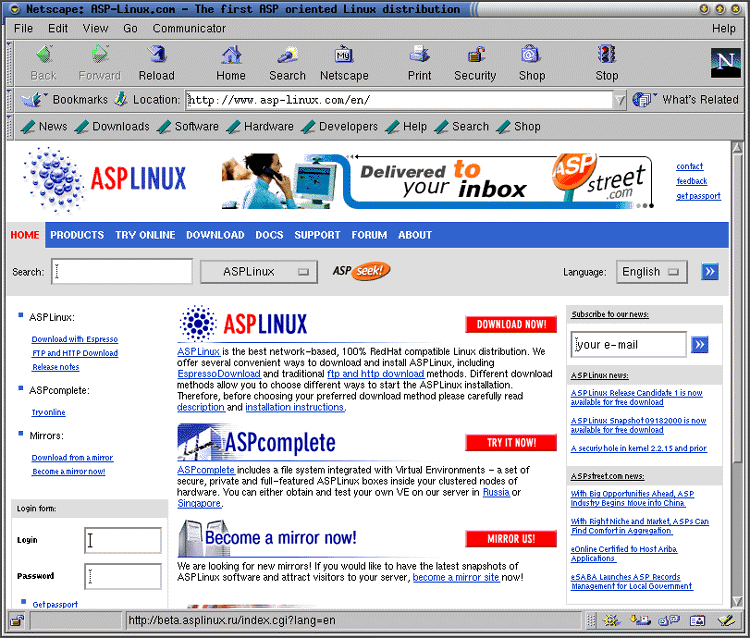 Netscape: ASP-Linux.com - The first ASP oriented Linux distribution
File Edit View Go Communicator Help
Back Forward Reload Home Search Netscape Print Security Shop Stop
My
N
Bookmarks Location: http://www.asp-linux.com/en/ What's Related
News Downloads Software Hardware Developers Help Search Shop
ASPLINUX
Delivered to
your inbox
ASP
street
.com
contact
feedback
get passport
HOME PRODUCTS TRY ONLINE DOWNLOAD DOCS SUPPORT FORUM ABOUT
Search: ASPLinux ASP seek! Language: English
ASPLinux:
Download with Espresso
FTP and HTTP Download
Release notes
ASPcomplete:
Try online
Mirrors:
Download from a mirror
Become a mirror now!
Login form:
Login
Password
Get passport
ASPLINUX
DOWNLOAD NOW!
ASPLinux is the best network-based, 100% RedHat compatible Linux distribution. We
offer several convenient ways to download and install ASPLinux, including
EspressoDownload and traditional ftp and http download methods. Different download
methods allow you to choose different ways to start the ASPLinux installation.
Therefore, before choosing your preferred download method please carefully read
description and installation instructions.
ASPcomplete
TRY IT NOW!
ASPcomplete includes a file system integrated with Virtual Environments - a set of
secure, private and full-featured ASPLinux boxes inside your clustered nodes of
hardware. You can either obtain and test your own VE on our server in Russia or
Singapore.
Become a mirror now!
MIRROR US!
We are looking for new mirrors! If you would like to have the latest snapshots of
ASPLinux software and attract visitors to your server, become a mirror site now!
Subscribe to our news:
your e-mail
ASPLinux news:
ASPLinux Release Candidate 1 is now
available for free download
ASPLinux Snapshot 09182000 is now
available for free download
A securiy hole in kernel 2.2.15 and prior
ASPstreet.com news:
With Big Opportunities Ahead, ASP
Industry Begins Move into China.
With Right Niche and Market, ASPs Can
Find Comfort in Aggregation.
eOnline Certified to Host Ariba
Applications
eSABA Launches ASP Records
Management for Local Government
http://beta.asplinux.ru/index.cgi?lang=en